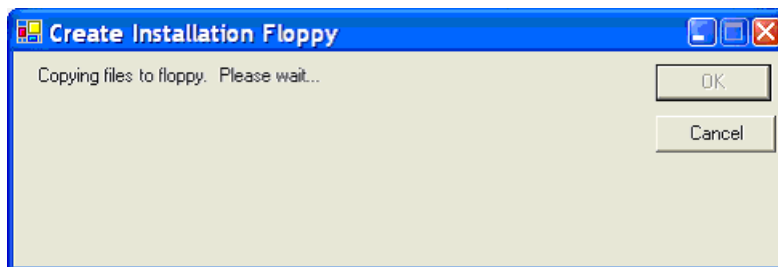 Create Installation Floppy
Copying files to floppy.  Please wait...
OK
Cancel